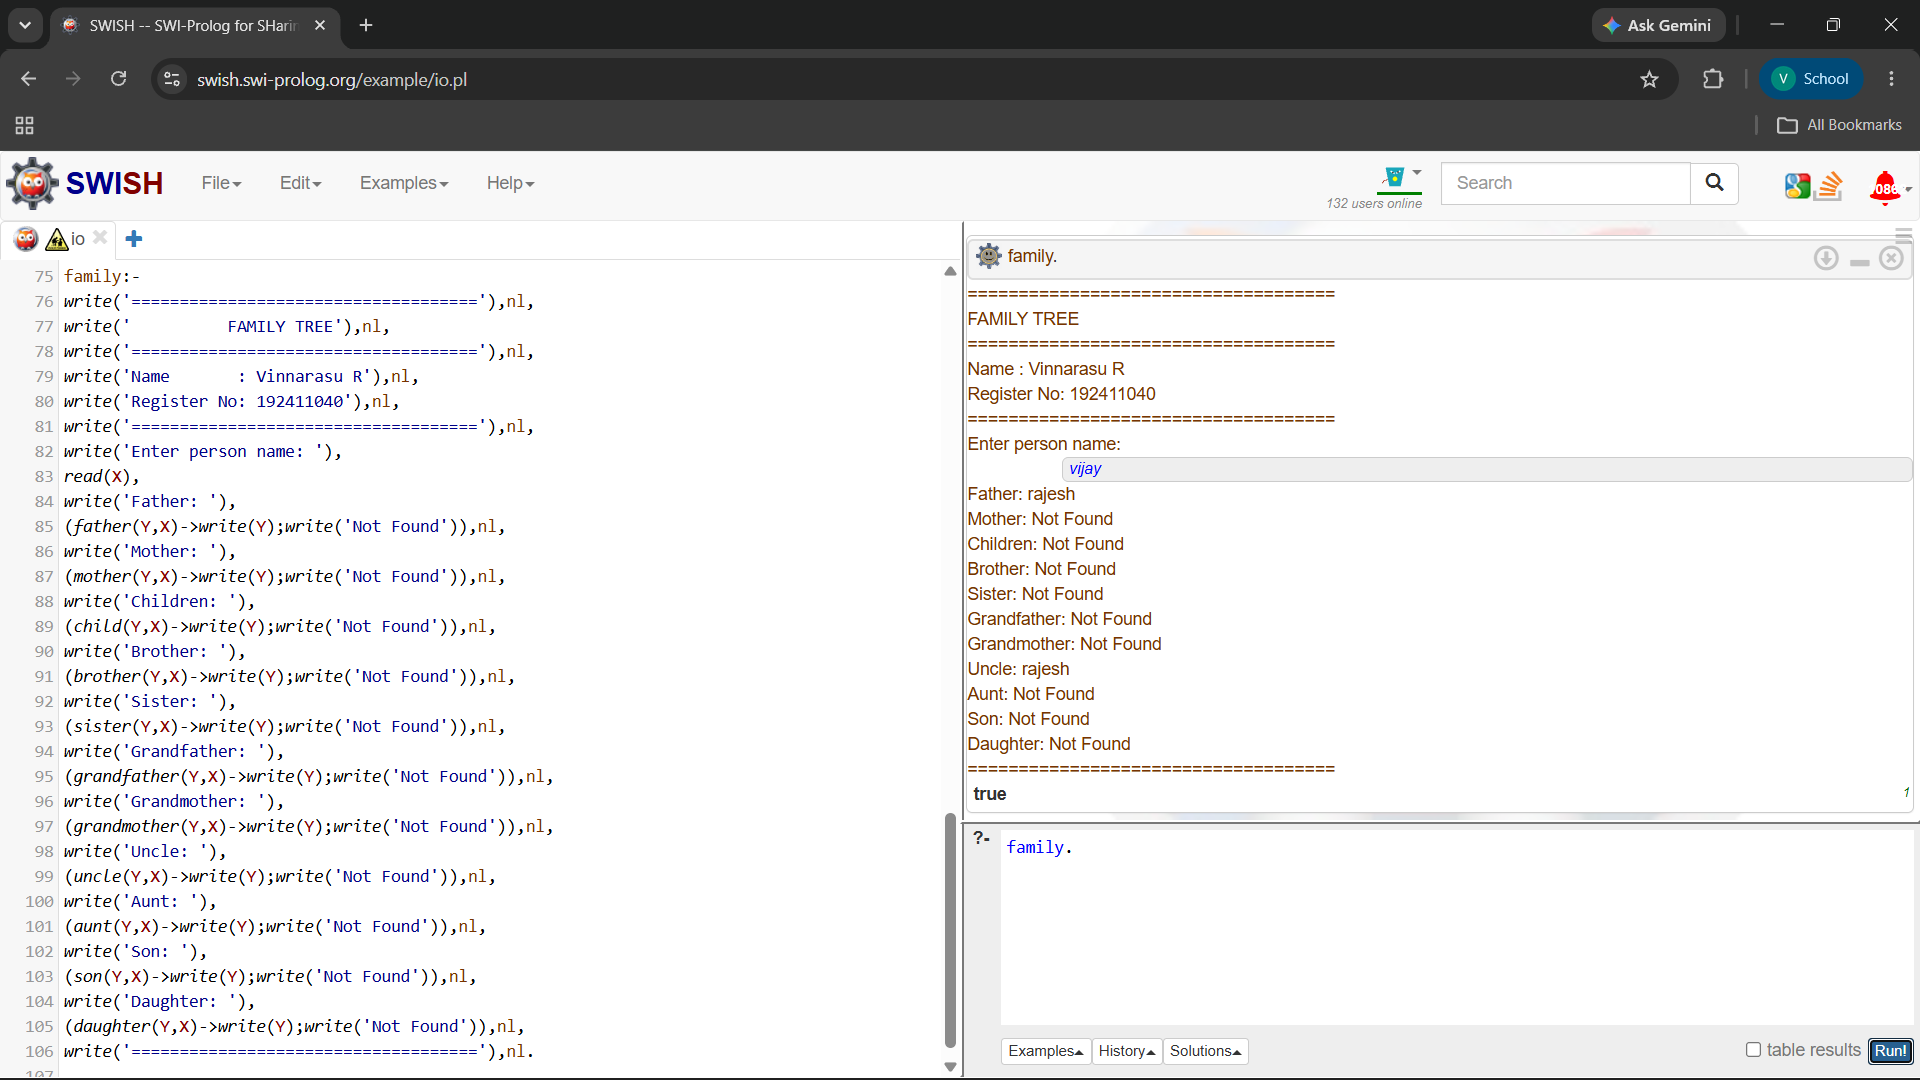 SWISH -- SWI-Prolog for SHarin
Ask Gemini
swish.swi-prolog.org/example/io.pl
V School
All Bookmarks
SWISH File Edit Examples Help
132 users online
Search
086
io
75 family:-
76 write('===================================='),nl,
77 write('          FAMILY TREE'),nl,
78 write('===================================='),nl,
79 write('Name       : Vinnarasu R'),nl,
80 write('Register No: 192411040'),nl,
81 write('===================================='),nl,
82 write('Enter person name: '),
83 read(X),
84 write('Father: '),
85 (father(Y,X)->write(Y);write('Not Found')),nl,
86 write('Mother: '),
87 (mother(Y,X)->write(Y);write('Not Found')),nl,
88 write('Children: '),
89 (child(Y,X)->write(Y);write('Not Found')),nl,
90 write('Brother: '),
91 (brother(Y,X)->write(Y);write('Not Found')),nl,
92 write('Sister: '),
93 (sister(Y,X)->write(Y);write('Not Found')),nl,
94 write('Grandfather: '),
95 (grandfather(Y,X)->write(Y);write('Not Found')),nl,
96 write('Grandmother: '),
97 (grandmother(Y,X)->write(Y);write('Not Found')),nl,
98 write('Uncle: '),
99 (uncle(Y,X)->write(Y);write('Not Found')),nl,
100 write('Aunt: '),
101 (aunt(Y,X)->write(Y);write('Not Found')),nl,
102 write('Son: '),
103 (son(Y,X)->write(Y);write('Not Found')),nl,
104 write('Daughter: '),
105 (daughter(Y,X)->write(Y);write('Not Found')),nl,
106 write('===================================='),nl.
107
family.
====================================
FAMILY TREE
====================================
Name : Vinnarasu R
Register No: 192411040
====================================
Enter person name:
vijay
Father: rajesh
Mother: Not Found
Children: Not Found
Brother: Not Found
Sister: Not Found
Grandfather: Not Found
Grandmother: Not Found
Uncle: rajesh
Aunt: Not Found
Son: Not Found
Daughter: Not Found
====================================
true 1
?- family.
Examples History Solutions
table results Run!